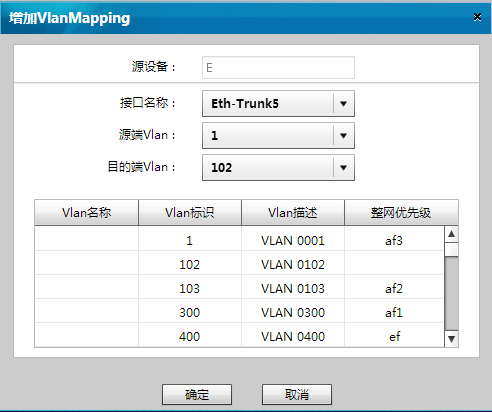 增加VlanMapping
×
源设备： E
接口名称： Eth-Trunk5
源端Vlan： 1
目的端Vlan： 102
Vlan名称 Vlan标识 Vlan描述 整网优先级
1 VLAN 0001 af3
102 VLAN 0102
103 VLAN 0103 af2
300 VLAN 0300 af1
400 VLAN 0400 ef
确定 取消